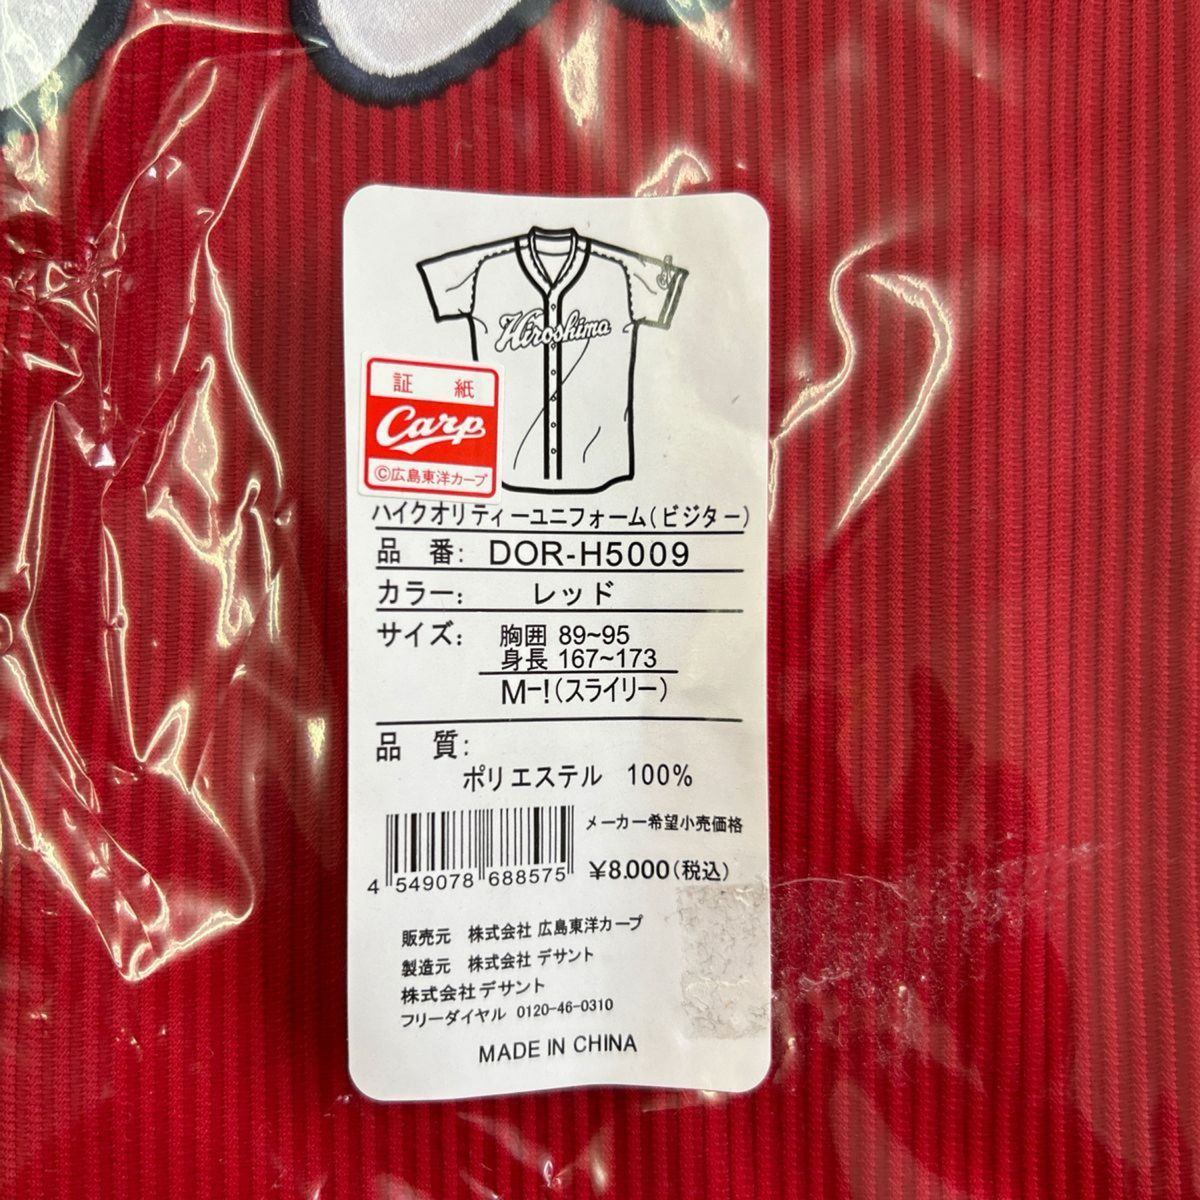 Hiroshima
証 紙
Carp
©広島東洋カープ
ハイクオリティーユニフォーム(ビジター)
品 番: DOR-H5009
カラー: レッド
サイズ: 胸囲 89~95
身長 167~173
M-!(スライリー)
品 質:
ポリエステル 100%
メーカー希望小売価格
¥8.000(税込)
4 549078 688575
販売元 株式会社 広島東洋カープ
製造元 株式会社 デサント
株式会社デサント
フリーダイヤル 0120-46-0310
MADE IN CHINA